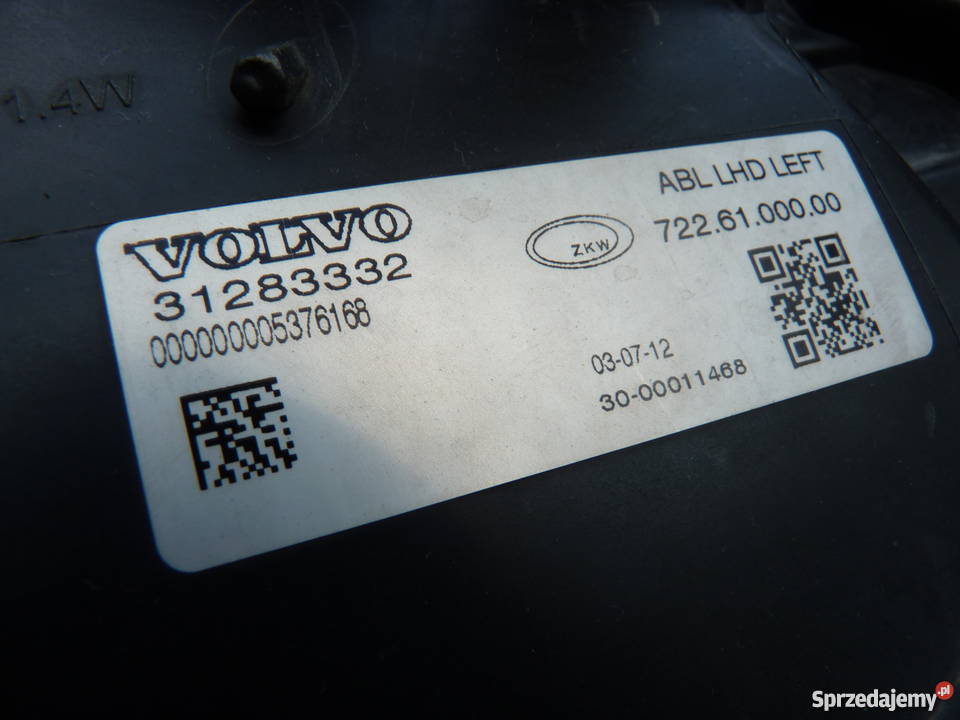 1.4W
VOLVO
31283332
000000005376168
ABL LHD LEFT
ZKW
722.61.000.00
03-07-12
30-00011468
Sprzedajemy.pl